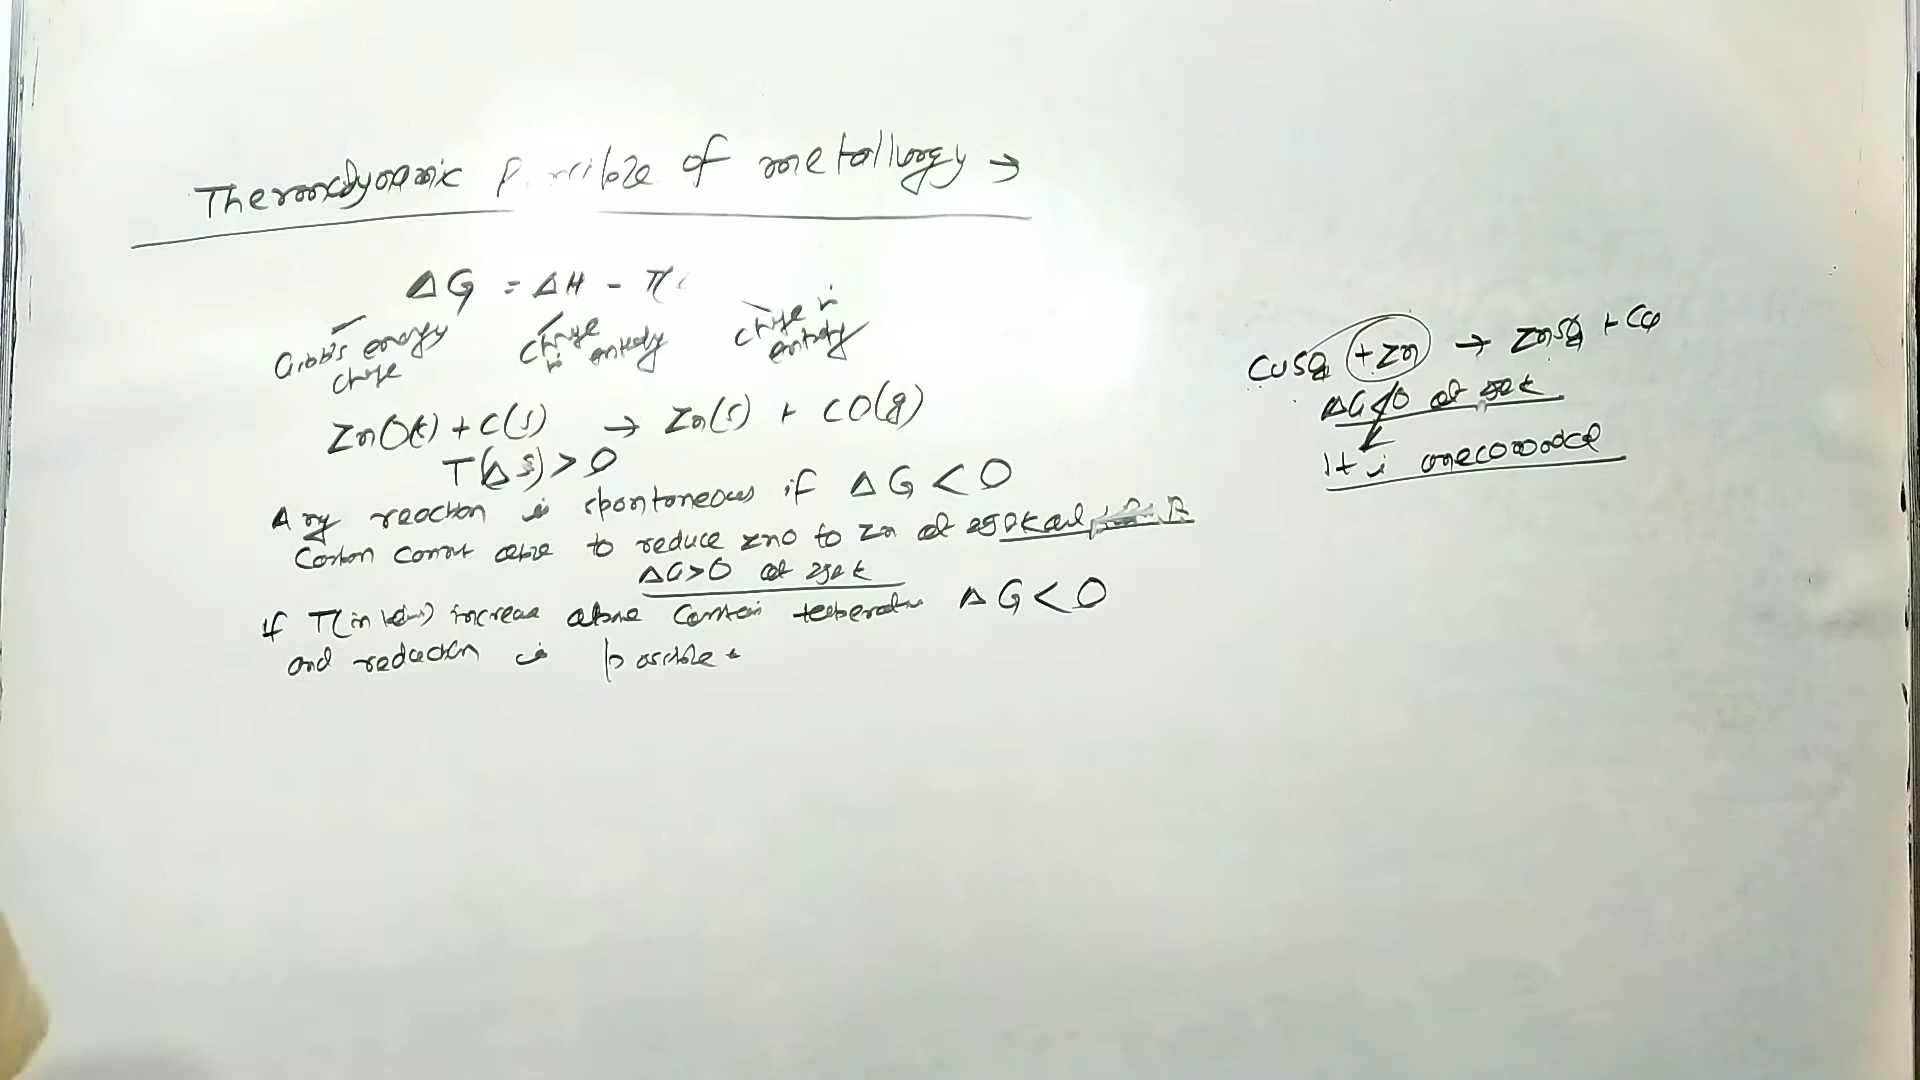 Thermodynamic of metallurgy →
ΔG = ΔH - T(
Gibb's energy change
change in
change in entropy
ZnO(s) + C(s) → Zn(s) + CO(g)
T(ΔS) > 0
Any reaction is spontaneous if ΔG < 0
Carbon cannot able to reduce ZnO to Zn at
ΔG>0 at 298 K
if T(in kelvin) increase above certain temperature ΔG < 0
and reduction is possible
CuSO4 + Zn → ZnSO4 + Cu
ΔG<0 at
It is